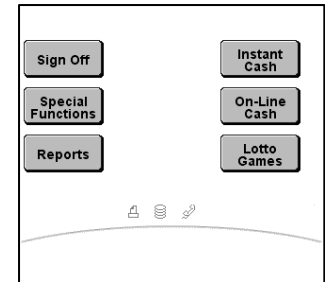 Sign Off
Instant
Cash
Special
Functions
On-Line
Cash
Reports
Lotto
Games